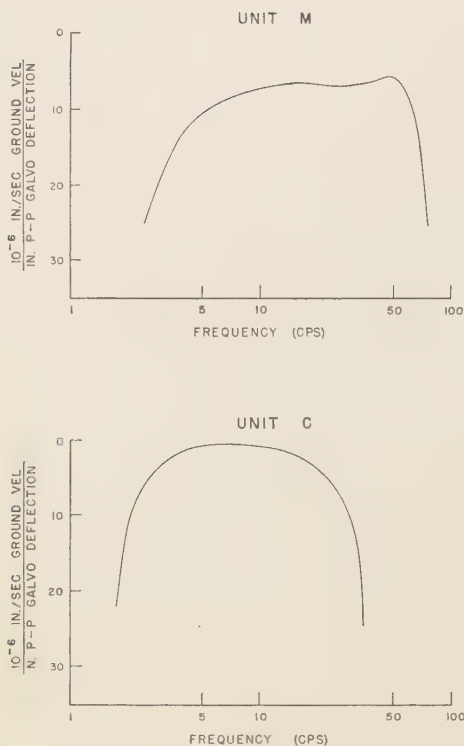 UNIT M
0
10
20
30
10⁻⁶ IN./SEC GROUND VEL
IN. P-P GALVO DEFLECTION
1 5 10 50 100
FREQUENCY (CPS)
UNIT C
0
10
20
30
10⁻⁶ IN./SEC GROUND VEL
N. P-P GALVO DEFLECTION
1 5 10 50 100
FREQUENCY (CPS)